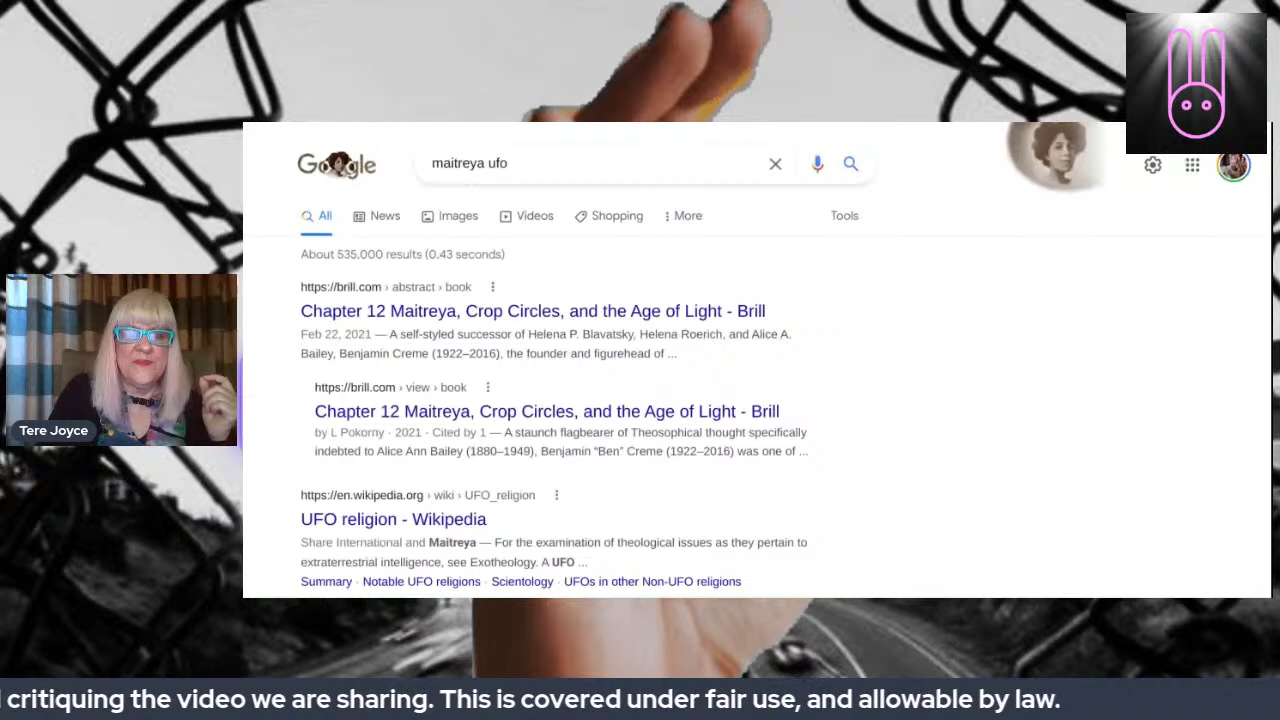 Google
maitreya ufo
All News Images Videos Shopping More Tools
About 535,000 results (0.43 seconds)
https://brill.com › abstract › book
Chapter 12 Maitreya, Crop Circles, and the Age of Light - Brill
Feb 22, 2021 — A self-styled successor of Helena P. Blavatsky, Helena Roerich, and Alice A.
Bailey, Benjamin Creme (1922–2016), the founder and figurehead of ...
https://brill.com › view › book
Chapter 12 Maitreya, Crop Circles, and the Age of Light - Brill
by L Pokorny · 2021 · Cited by 1 — A staunch flagbearer of Theosophical thought specifically
indebted to Alice Ann Bailey (1880–1949), Benjamin “Ben” Creme (1922–2016) was one of ...
https://en.wikipedia.org › wiki › UFO_religion
UFO religion - Wikipedia
Share International and Maitreya — For the examination of theological issues as they pertain to
extraterrestrial intelligence, see Exotheology. A UFO ...
Summary · Notable UFO religions · Scientology · UFOs in other Non-UFO religions
Tere Joyce
critiquing the video we are sharing. This is covered under fair use, and allowable by law.